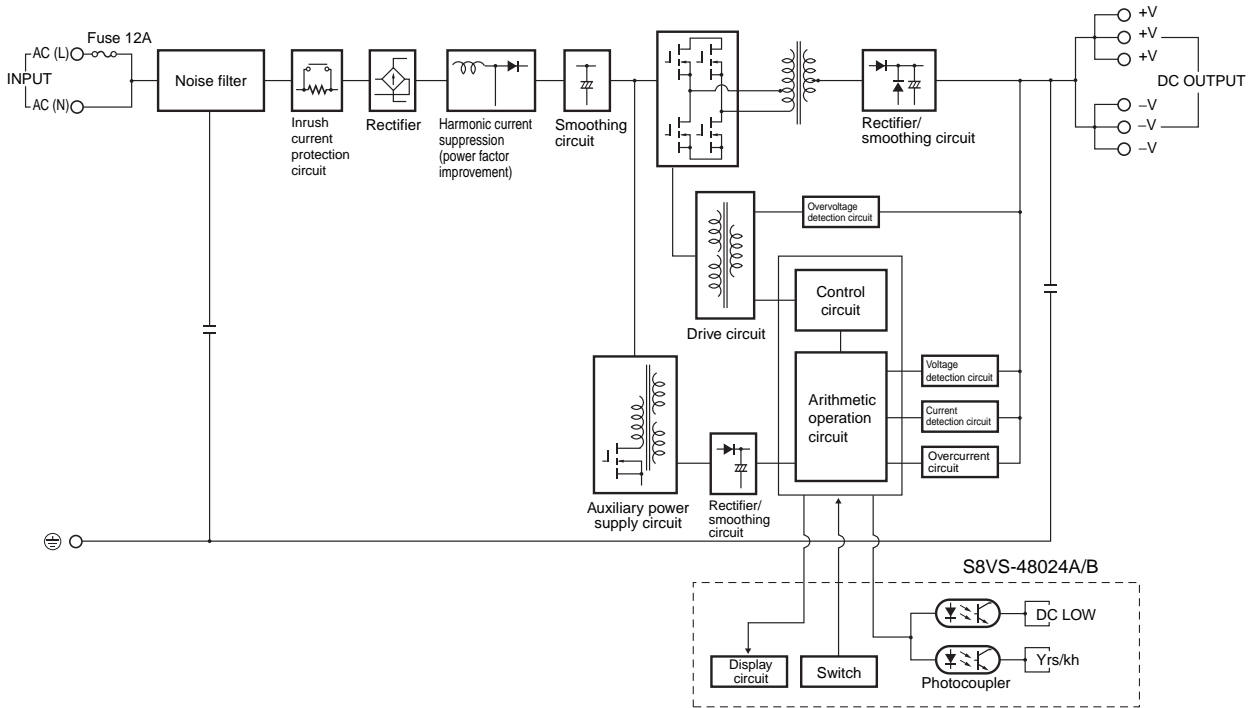 Fuse 12A
AC (L)
INPUT
AC (N)
Noise filter
Inrush
current
protection
circuit
Rectifier
Harmonic current
suppression
(power factor
improvement)
Smoothing
circuit
Rectifier/
smoothing circuit
+V
+V
+V
DC OUTPUT
–V
–V
–V
Overvoltage
detection circuit
Drive circuit
Control
circuit
Arithmetic
operation
circuit
Voltage
detection circuit
Current
detection circuit
Overcurrent
circuit
Auxiliary power
supply circuit
Rectifier/
smoothing
circuit
S8VS-48024A/B
Display
circuit
Switch
Photocoupler
DC LOW
Yrs/kh